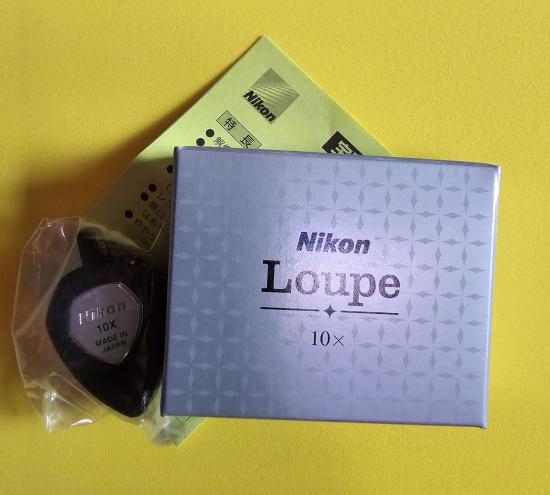 Nikon
特長
Nikon
Loupe
10×
Nikon
10X
MADE IN
JAPAN